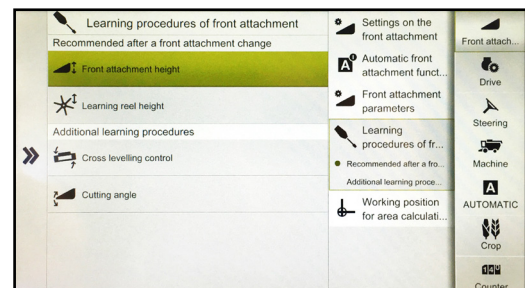 Learning procedures of front attachment
Recommended after a front attachment change
Front attachment height
Learning reel height
Additional learning procedures
Cross levelling control
Cutting angle
Settings on the
front attachment
Automatic front
attachment funct...
Front attachment
parameters
Learning
procedures of fr...
Recommended after a fro...
Additional learning proce...
Working position
for area calculati...
Front attach...
Drive
Steering
Machine
A
AUTOMATIC
Crop
Counter